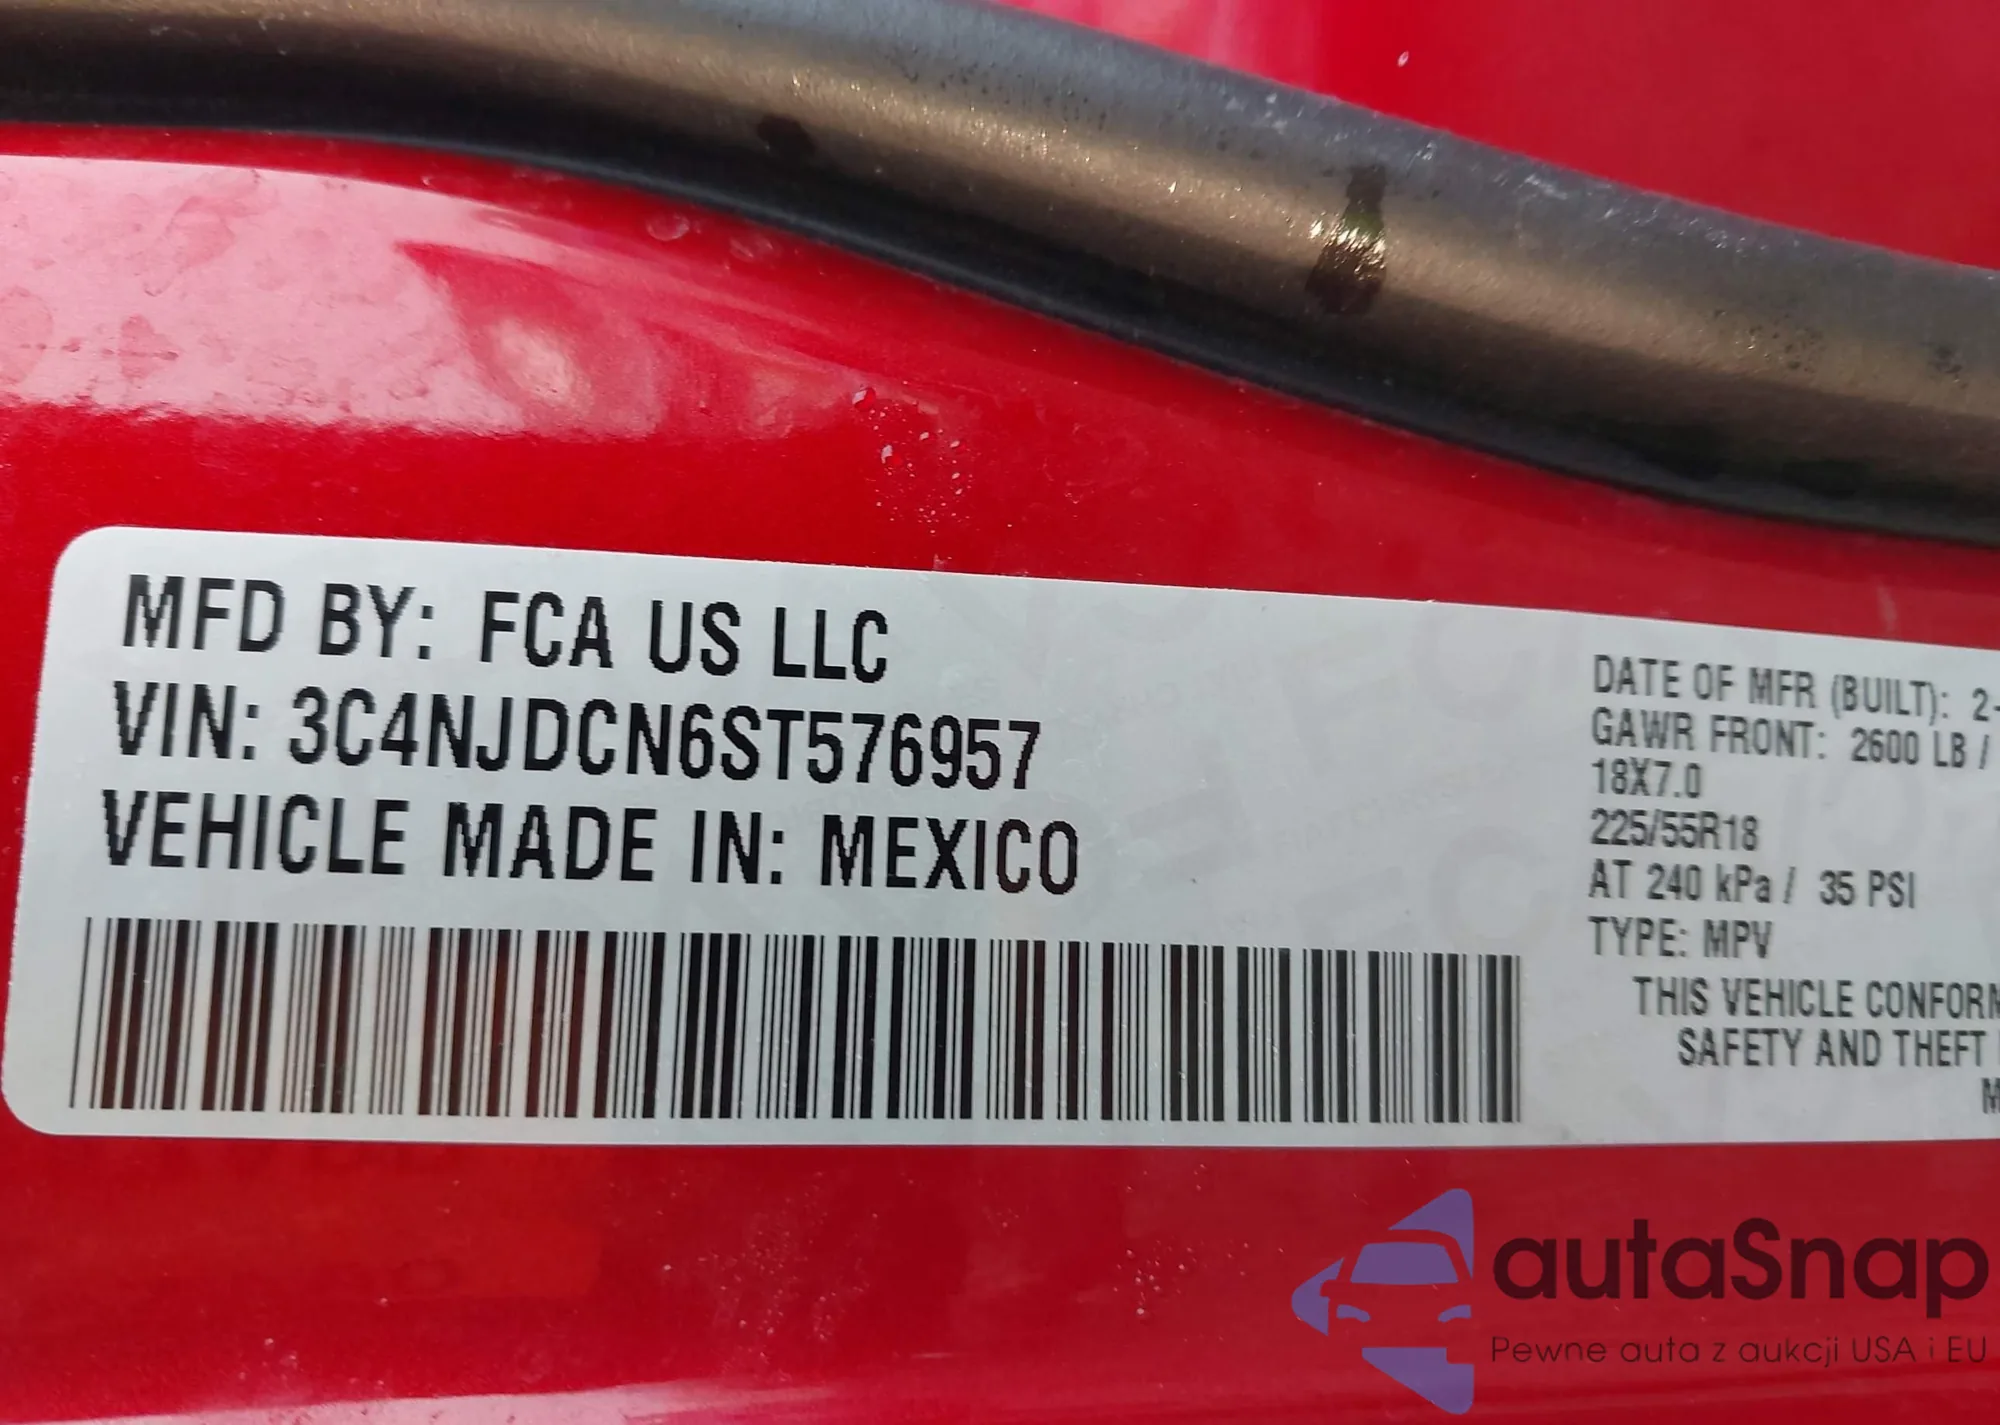 MFD BY: FCA US LLC
VIN: 3C4NJDCN6ST576957
VEHICLE MADE IN: MEXICO
DATE OF MFR (BUILT): 2-
GAWR FRONT: 2600 LB /
18X7.0
225/55R18
AT 240 kPa / 35 PSI
TYPE: MPV
THIS VEHICLE CONFORM
SAFETY AND THEFT
M
autaSnap
Pewne auta z aukcji USA i EU